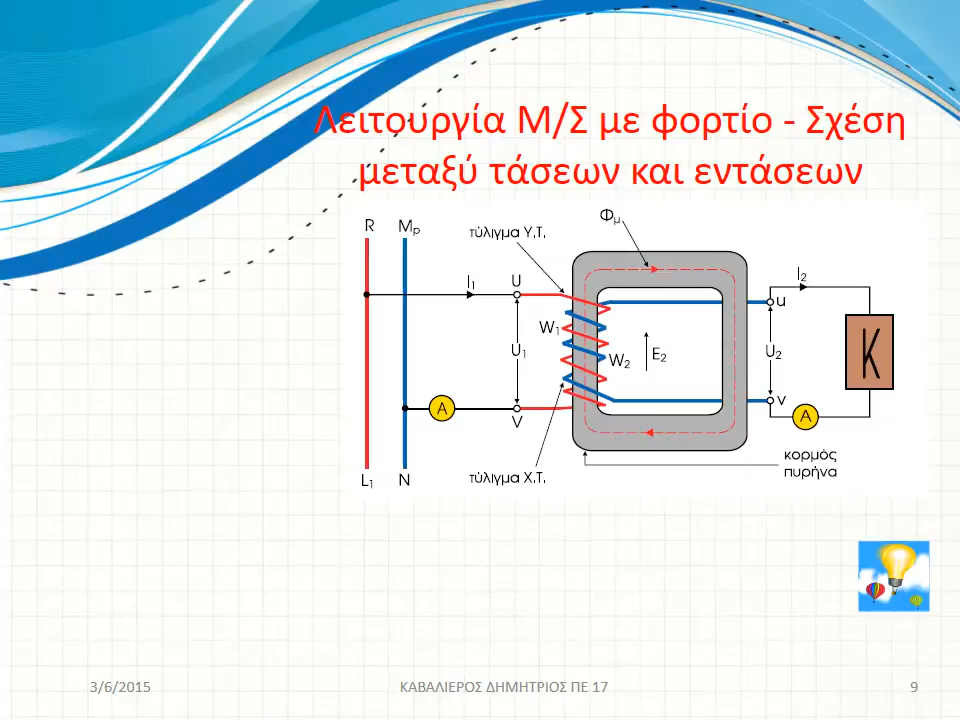 Λειτουργία Μ/Σ με φορτίο - Σχέση
μεταξύ τάσεων και εντάσεων
R Mp τύλιγμα Υ.Τ. Φμ
I1 U I2
u
W1
U1 W2 E2 U2 K
A V v A
κορμός
πυρήνα
L1 N τύλιγμα Χ.Τ.
3/6/2015 ΚΑΒΑΛΙΕΡΟΣ ΔΗΜΗΤΡΙΟΣ ΠΕ 17 9